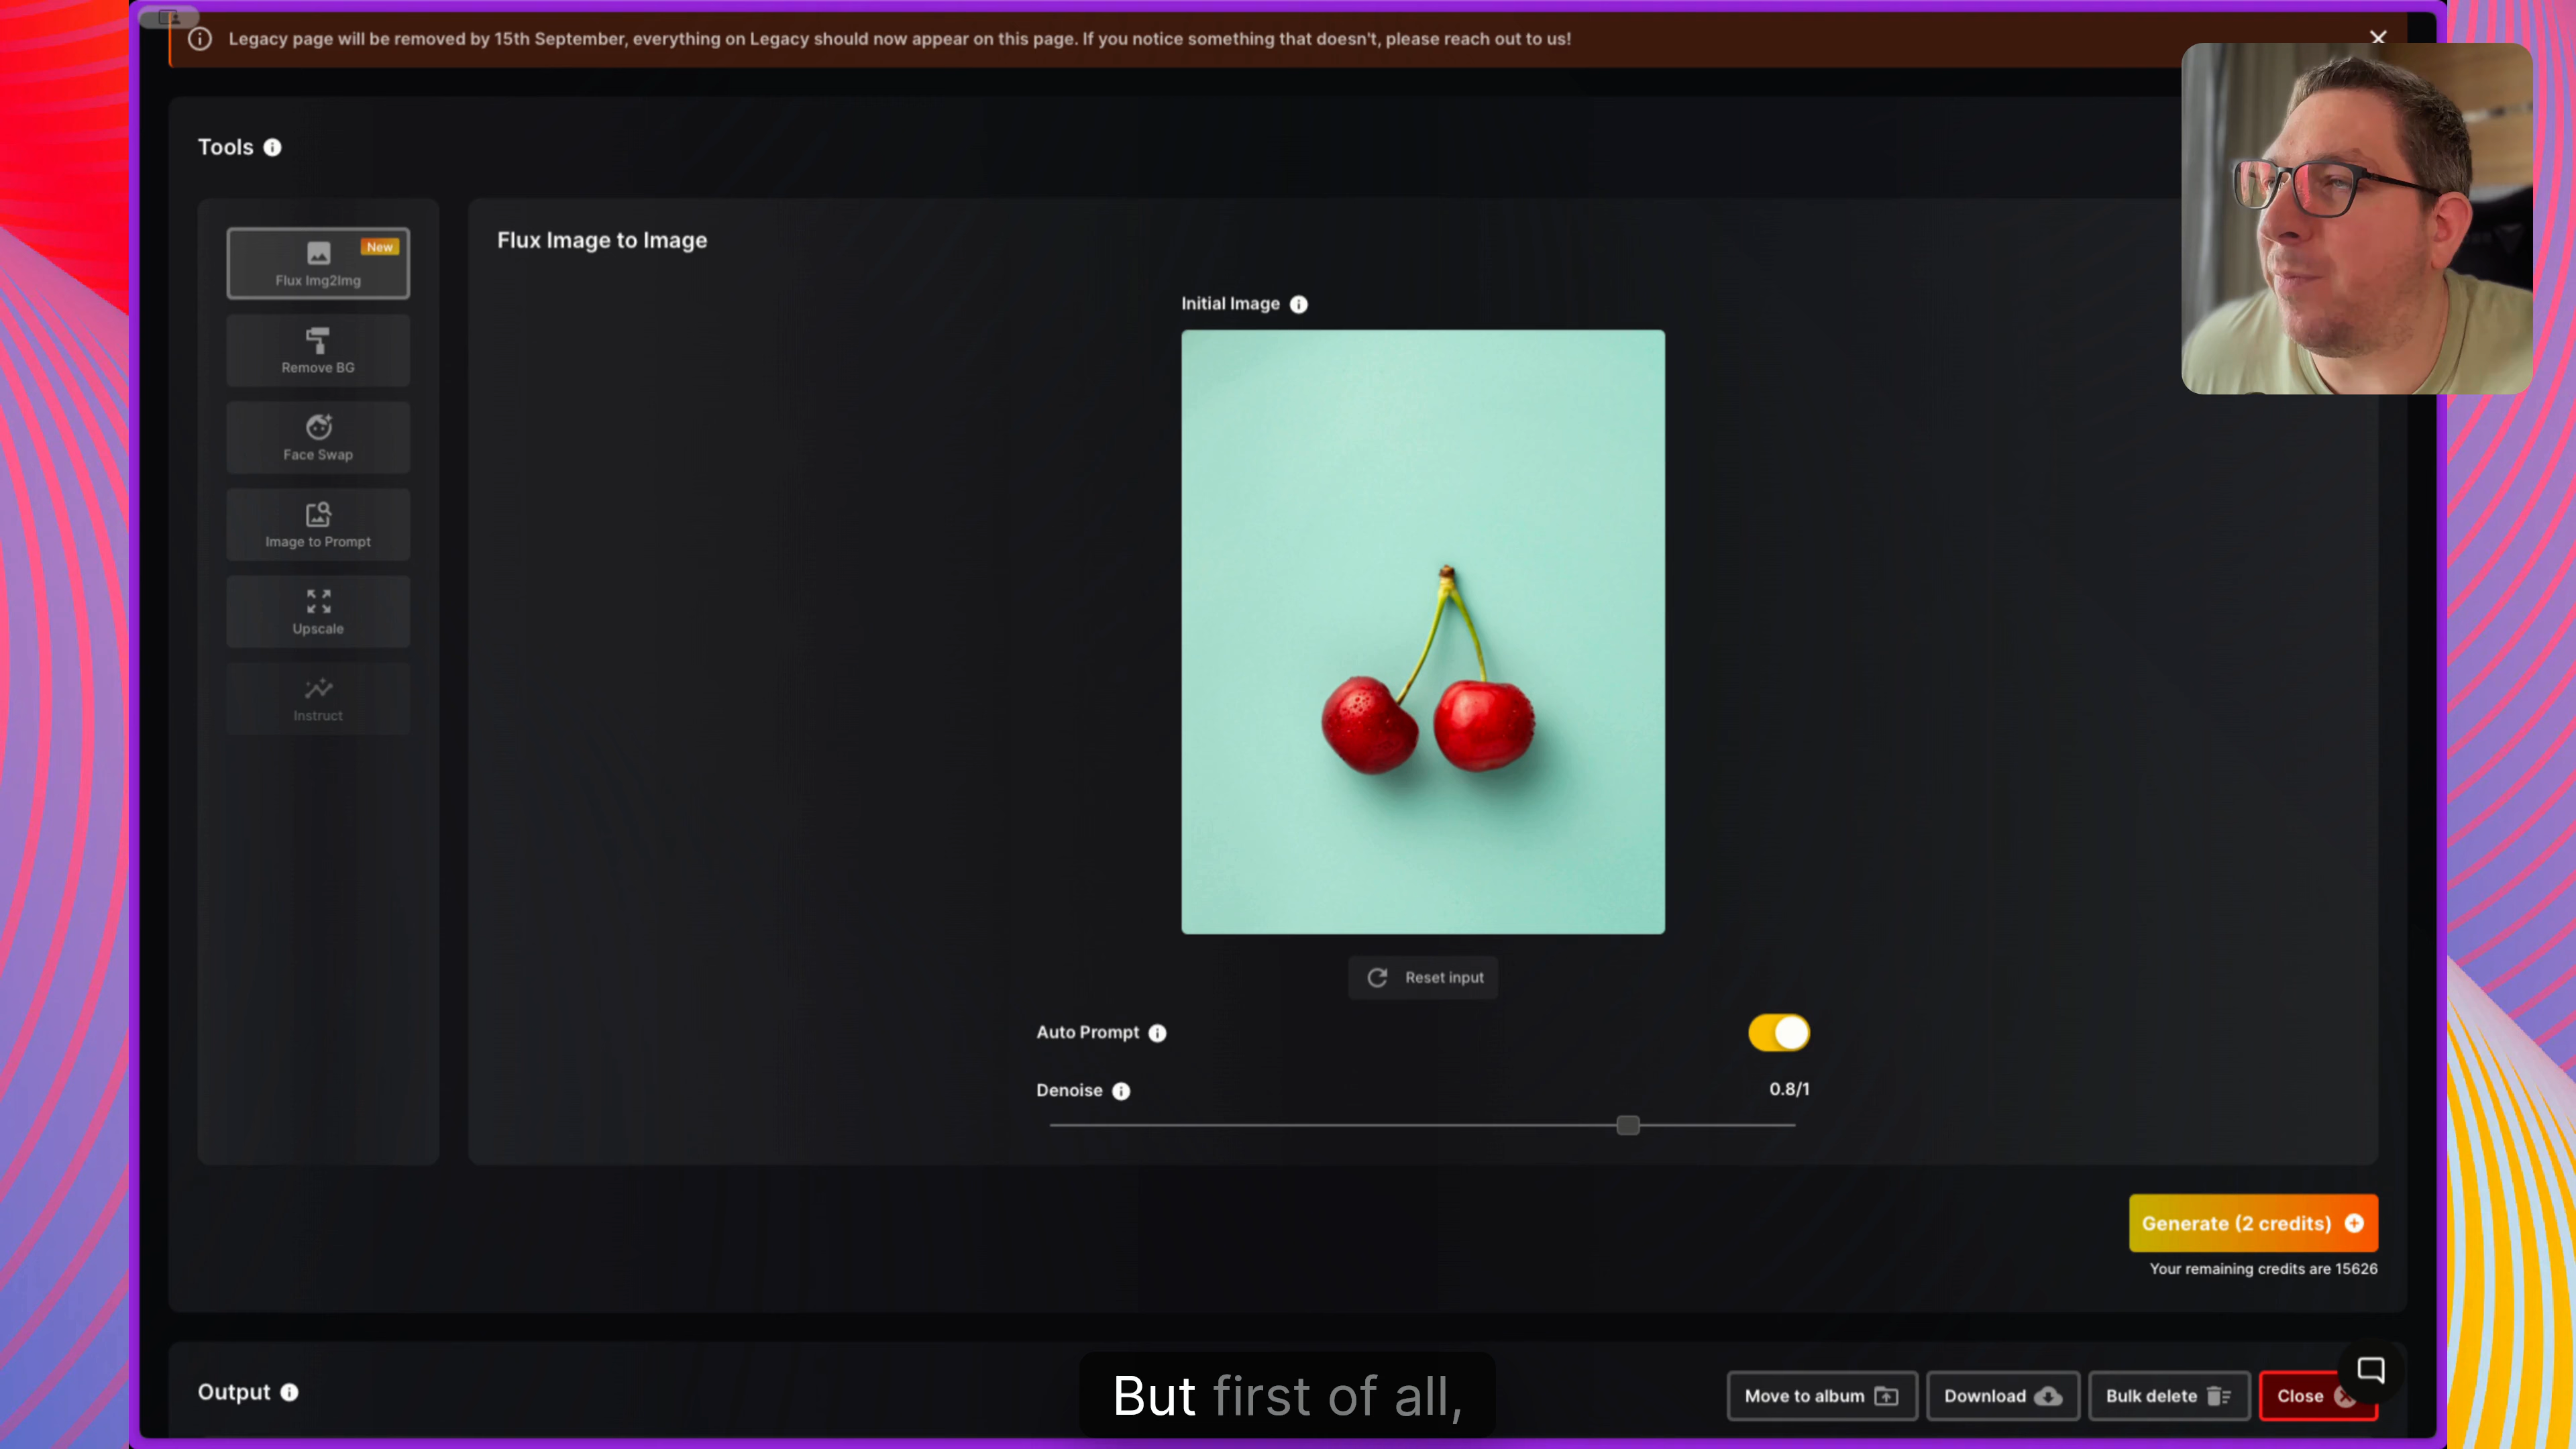 Legacy page will be removed by 15th September, everything on Legacy should now appear on this page. If you notice something that doesn't, please reach out to us!
Tools
Flux Img2Img
New
Remove BG
Face Swap
Image to Prompt
Upscale
Instruct
Flux Image to Image
Initial Image
Reset input
Auto Prompt
Denoise
0.8/1
Generate (2 credits)
Your remaining credits are 15626
Output
Move to album
Download
Bulk delete
Close
But first of all,